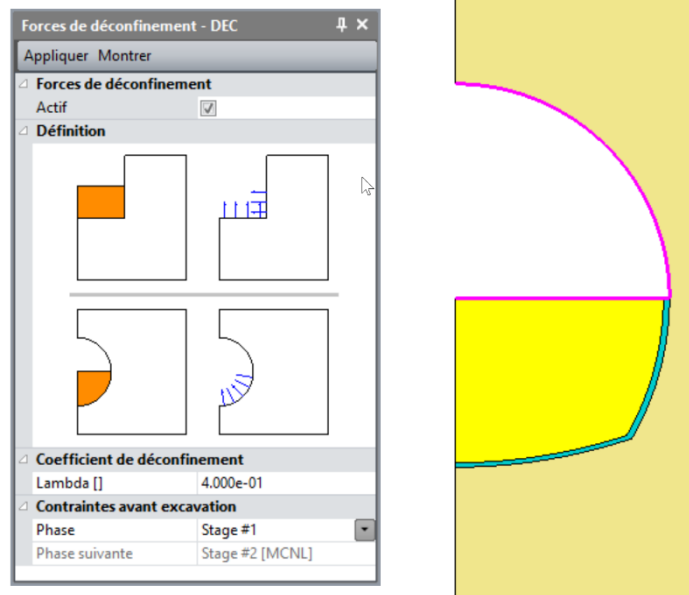 Forces de déconfinement - DEC
Appliquer Montrer
Forces de déconfinement
Actif
Définition
Coefficient de déconfinement
Lambda [] 4.000e-01
Contraintes avant excavation
Phase Stage #1
Phase suivante Stage #2 [MCNL]